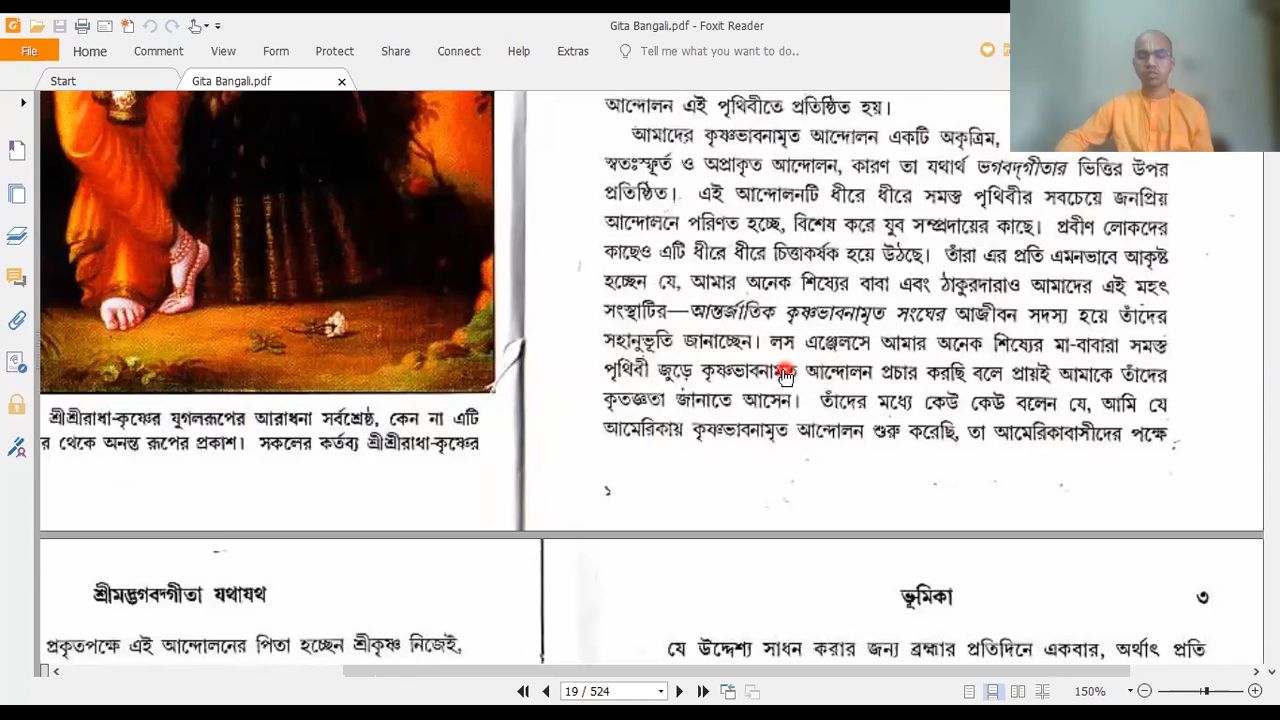 Gita Bangali.pdf - Foxit Reader
File Home Comment View Form Protect Share Connect Help Extras Tell me what you want to do..
Start Gita Bangali.pdf
আন্দোলন এই পৃথিবীতে প্রতিষ্ঠিত হয়।
আমাদের কৃষ্ণভাবনামৃত আন্দোলন একটি অকৃত্রিম,
স্বতঃস্ফূর্ত ও অপ্রাকৃত আন্দোলন, কারণ তা যথার্থ ভগবদ্‌গীতার ভিত্তির উপর
প্রতিষ্ঠিত। এই আন্দোলনটি ধীরে ধীরে সমস্ত পৃথিবীর সবচেয়ে জনপ্রিয়
আন্দোলনে পরিণত হচ্ছে, বিশেষ করে যুব সম্প্রদায়ের কাছে। প্রবীণ লোকদের
কাছেও এটি ধীরে ধীরে চিত্তাকর্ষক হয়ে উঠছে। তাঁরা এর প্রতি এমনভাবে আকৃষ্ট
হচ্ছেন যে, আমার অনেক শিষ্যের বাবা এবং ঠাকুরদারাও আমাদের এই মহৎ
সংস্থাটির—আন্তর্জাতিক কৃষ্ণভাবনামৃত সংঘের আজীবন সদস্য হয়ে তাঁদের
সহানুভূতি জানাচ্ছেন। লস এঞ্জেলসে আমার অনেক শিষ্যের মা-বাবারা সমস্ত
পৃথিবী জুড়ে কৃষ্ণভাবনামৃত আন্দোলন প্রচার করছি বলে প্রায়ই আমাকে তাঁদের
কৃতজ্ঞতা জানাতে আসেন। তাঁদের মধ্যে কেউ কেউ বলেন যে, আমি যে
আমেরিকায় কৃষ্ণভাবনামৃত আন্দোলন শুরু করেছি, তা আমেরিকাবাসীদের পক্ষে
১
শ্রীশ্রীরাধা-কৃষ্ণের যুগলরূপের আরাধনা সর্বশ্রেষ্ঠ, কেন না এটি
র থেকে অনন্ত রূপের প্রকাশ। সকলের কর্তব্য শ্রীশ্রীরাধা-কৃষ্ণের
শ্রীমদ্ভগবদ্গীতা যথাযথ
প্রকৃতপক্ষে এই আন্দোলনের পিতা হচ্ছেন শ্রীকৃষ্ণ নিজেই,
ভূমিকা ৩
যে উদ্দেশ্য সাধন করার জন্য ব্রহ্মার প্রতিদিনে একবার, অর্থাৎ প্রতি
19 / 524 150%